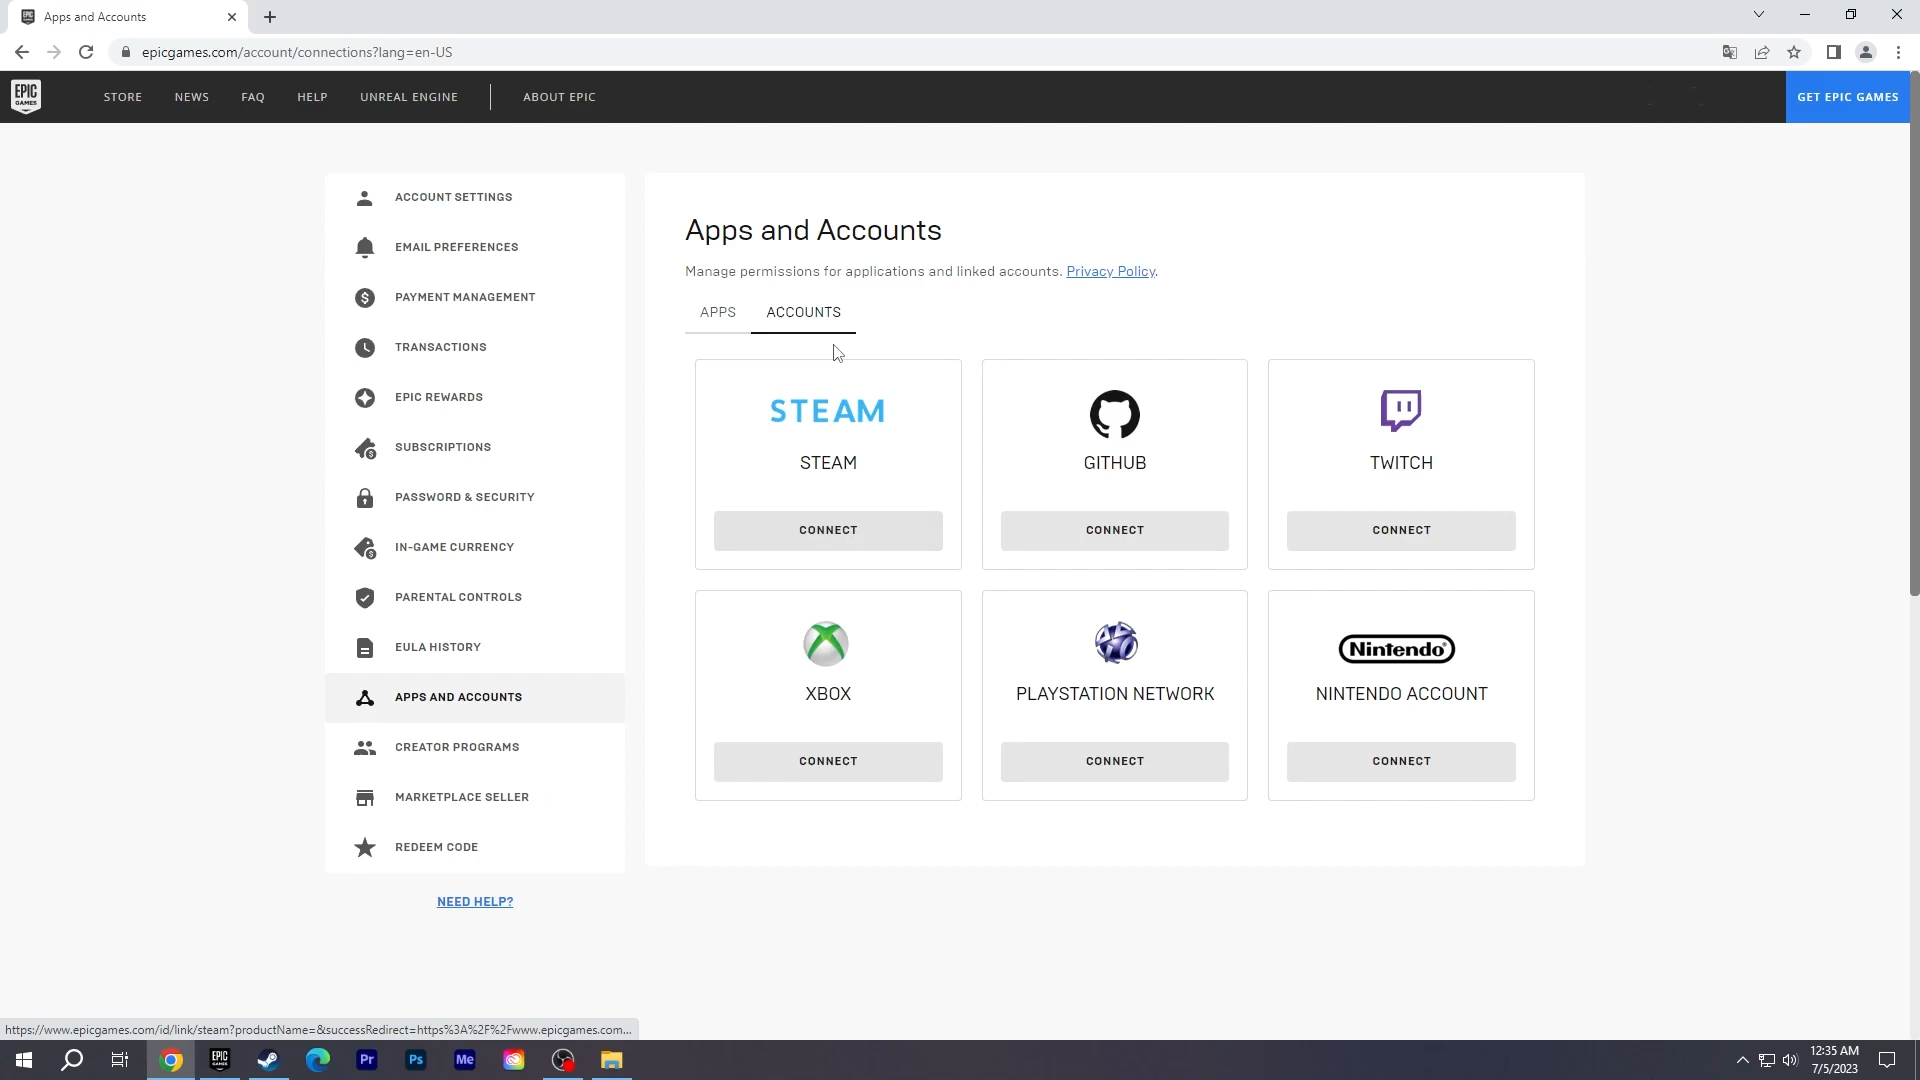 Apps and Accounts
epicgames.com/account/connections?lang=en-US
EPIC GAMES
STORE NEWS FAQ HELP UNREAL ENGINE ABOUT EPIC
GET EPIC GAMES
ACCOUNT SETTINGS
EMAIL PREFERENCES
PAYMENT MANAGEMENT
TRANSACTIONS
EPIC REWARDS
SUBSCRIPTIONS
PASSWORD & SECURITY
IN-GAME CURRENCY
PARENTAL CONTROLS
EULA HISTORY
APPS AND ACCOUNTS
CREATOR PROGRAMS
MARKETPLACE SELLER
REDEEM CODE
NEED HELP?
Apps and Accounts
Manage permissions for applications and linked accounts. Privacy Policy.
APPS ACCOUNTS
STEAM
STEAM
CONNECT
GITHUB
CONNECT
TWITCH
CONNECT
XBOX
CONNECT
PLAYSTATION NETWORK
CONNECT
Nintendo
NINTENDO ACCOUNT
CONNECT
https://www.epicgames.com/id/link/steam?productName=&successRedirect=https%3A%2F%2Fwww.epicgames.com...
EPIC GAMES
Pr
Ps
Me
12:35 AM
7/5/2023